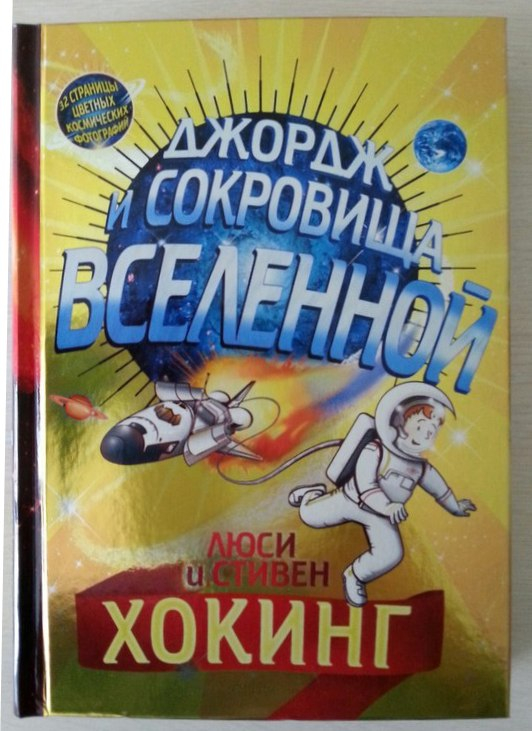 32 СТРАНИЦЫ
ЦВЕТНЫХ
КОСМИЧЕСКИХ
ФОТОГРАФИЙ
ДЖОРДЖ
И СОКРОВИЩА
ВСЕЛЕННОЙ
ЛЮСИ
и СТИВЕН
ХОКИНГ